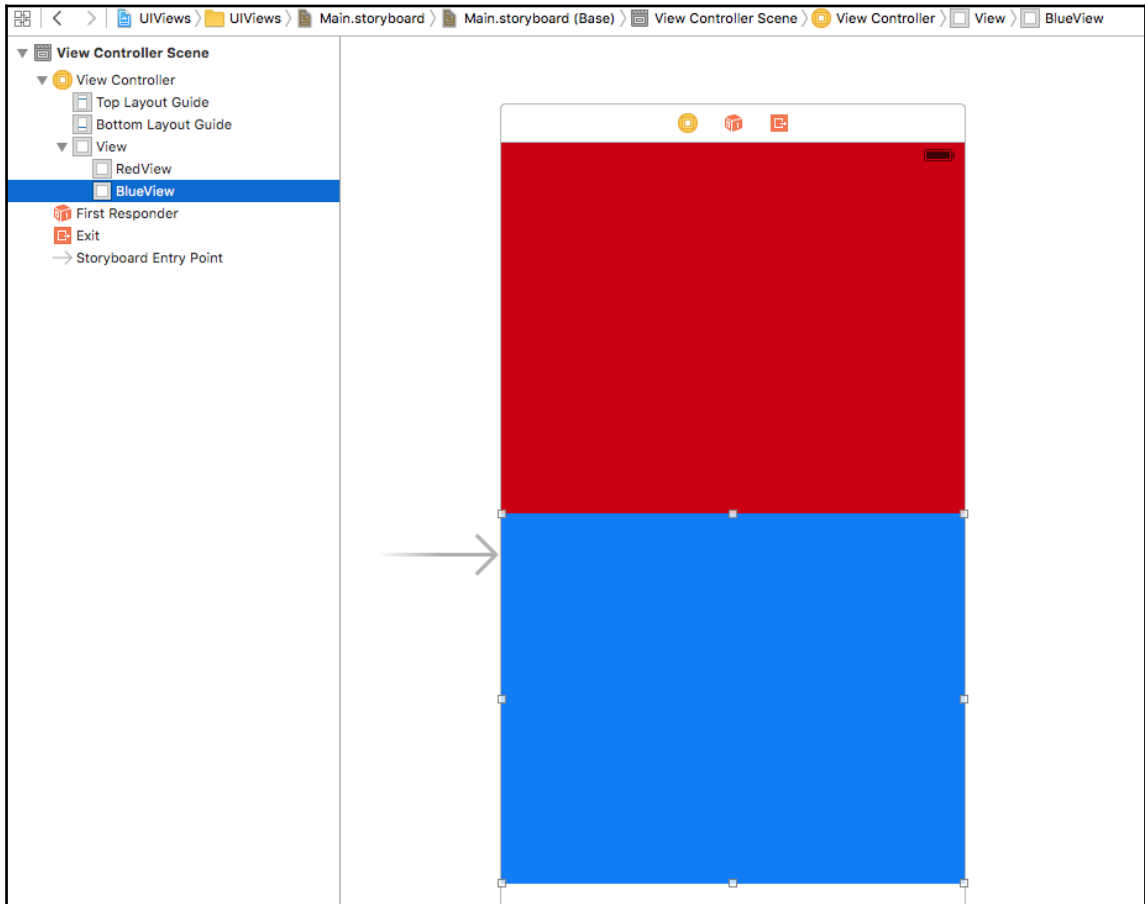 UIViews UIViews Main.storyboard Main.storyboard (Base) View Controller Scene View Controller View BlueView
View Controller Scene
View Controller
Top Layout Guide
Bottom Layout Guide
View
RedView
BlueView
First Responder
Exit
Storyboard Entry Point